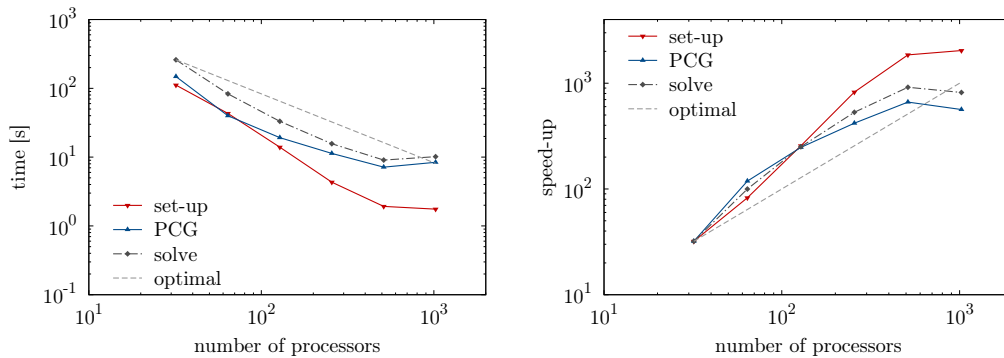 10^3
10^2
10^1
10^0
10^-1
time [s]
set-up
PCG
solve
optimal
10^1
10^2
10^3
number of processors
10^3
10^2
10^1
speed-up
set-up
PCG
solve
optimal
10^1
10^2
10^3
number of processors